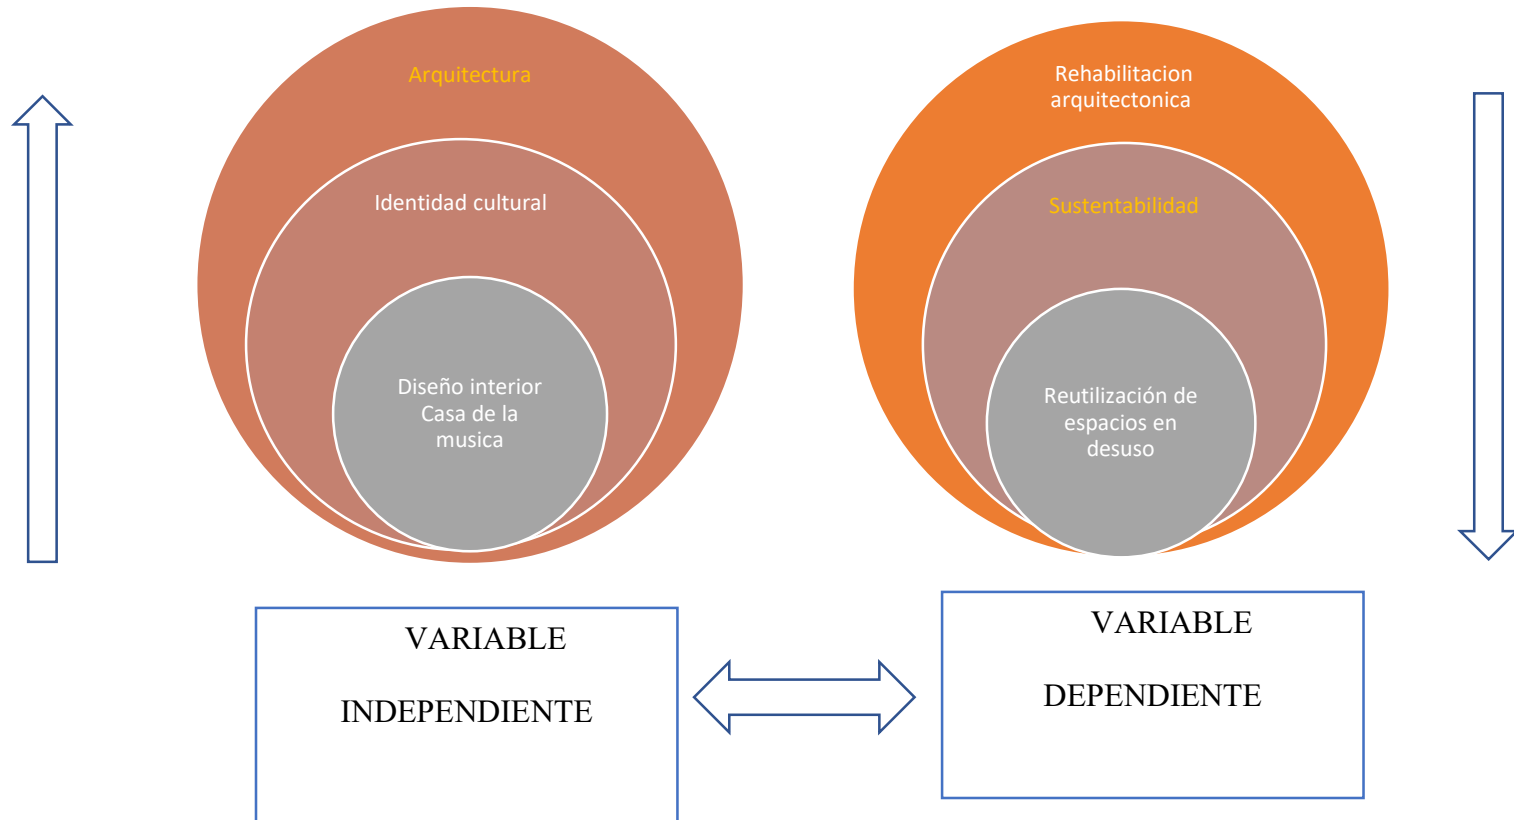 Arquitectura
Identidad cultural
Diseño interior
Casa de la
musica
Rehabilitacion
arquitectonica
Sustentabilidad
Reutilización de
espacios en
desuso
VARIABLE
INDEPENDIENTE
VARIABLE
DEPENDIENTE